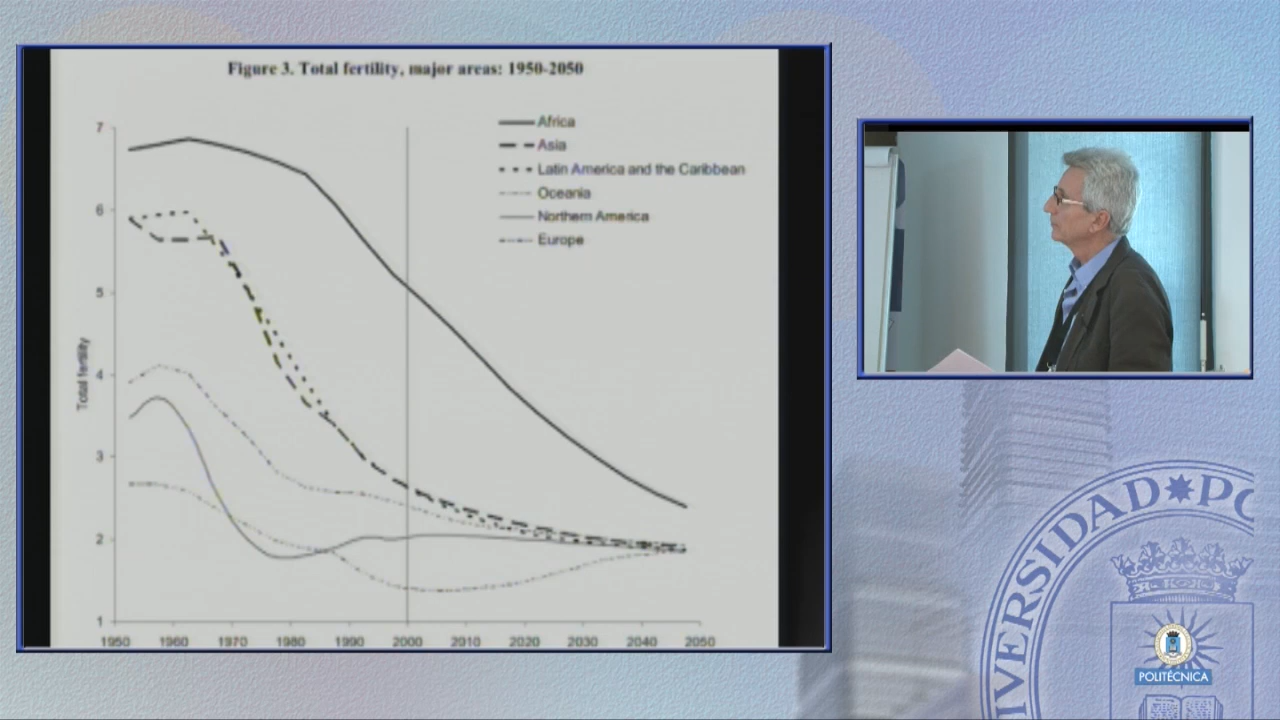 Figure 3. Total fertility, major areas: 1950-2050
Africa
Asia
Latin America and the Caribbean
Oceania
Northern America
Europe
Total fertility
7
6
5
4
3
2
1
1950 1960 1970 1980 1990 2000 2010 2020 2030 2040 2050
IVERSIDAD PO
POLITÉCNICA